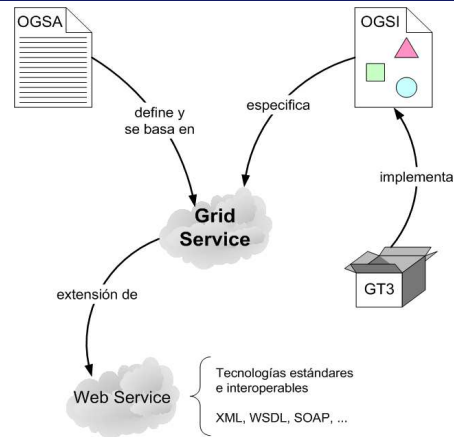 OGSA
OGSI
define y
se basa en
especifica
implementa
Grid
Service
GT3
extensión de
Web Service
Tecnologías estándares
e interoperables
XML, WSDL, SOAP, ...